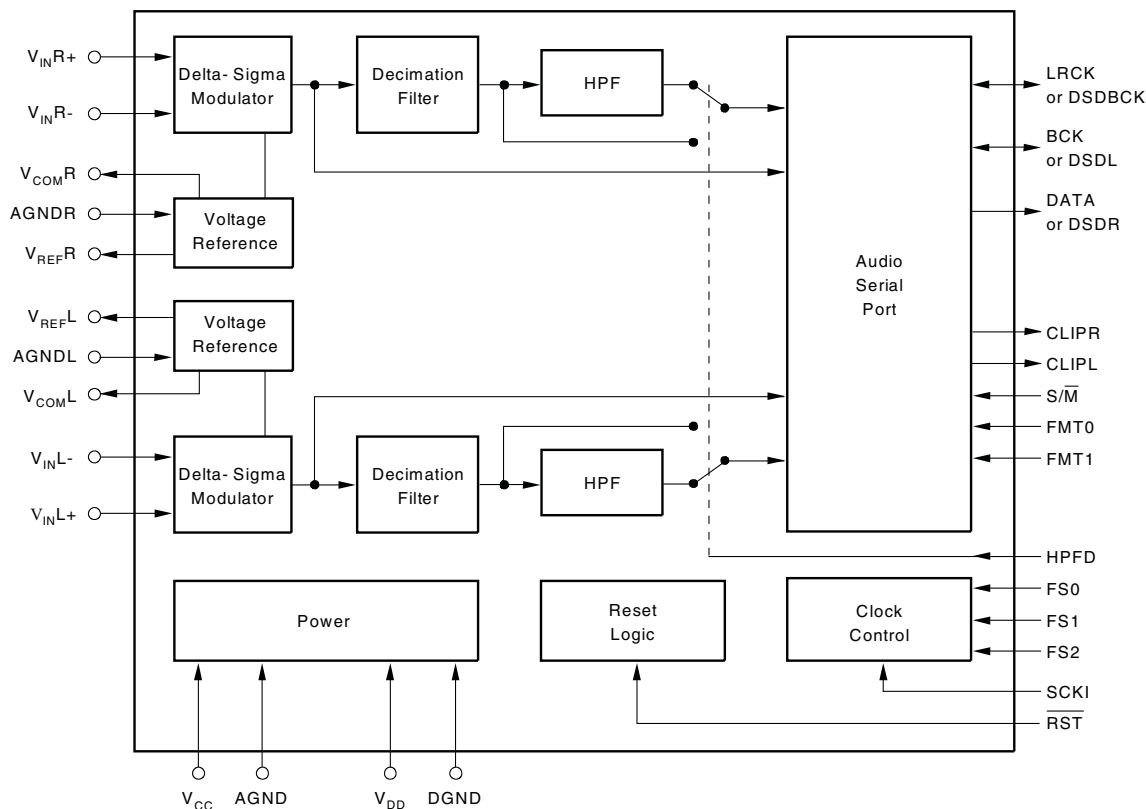 VINR+
VINR-
VCOMR
AGNDR
VREFR
VREFL
AGNDL
VCOML
VINL-
VINL+
Delta- Sigma
Modulator
Decimation
Filter
HPF
Voltage
Reference
Voltage
Reference
Delta- Sigma
Modulator
Decimation
Filter
HPF
Audio
Serial
Port
LRCK
or DSDBCK
BCK
or DSDL
DATA
or DSDR
CLIPR
CLIPL
S/M̅
FMT0
FMT1
HPFD
FS0
FS1
FS2
SCKI
R̅S̅T̅
Power
Reset
Logic
Clock
Control
VCC
AGND
VDD
DGND